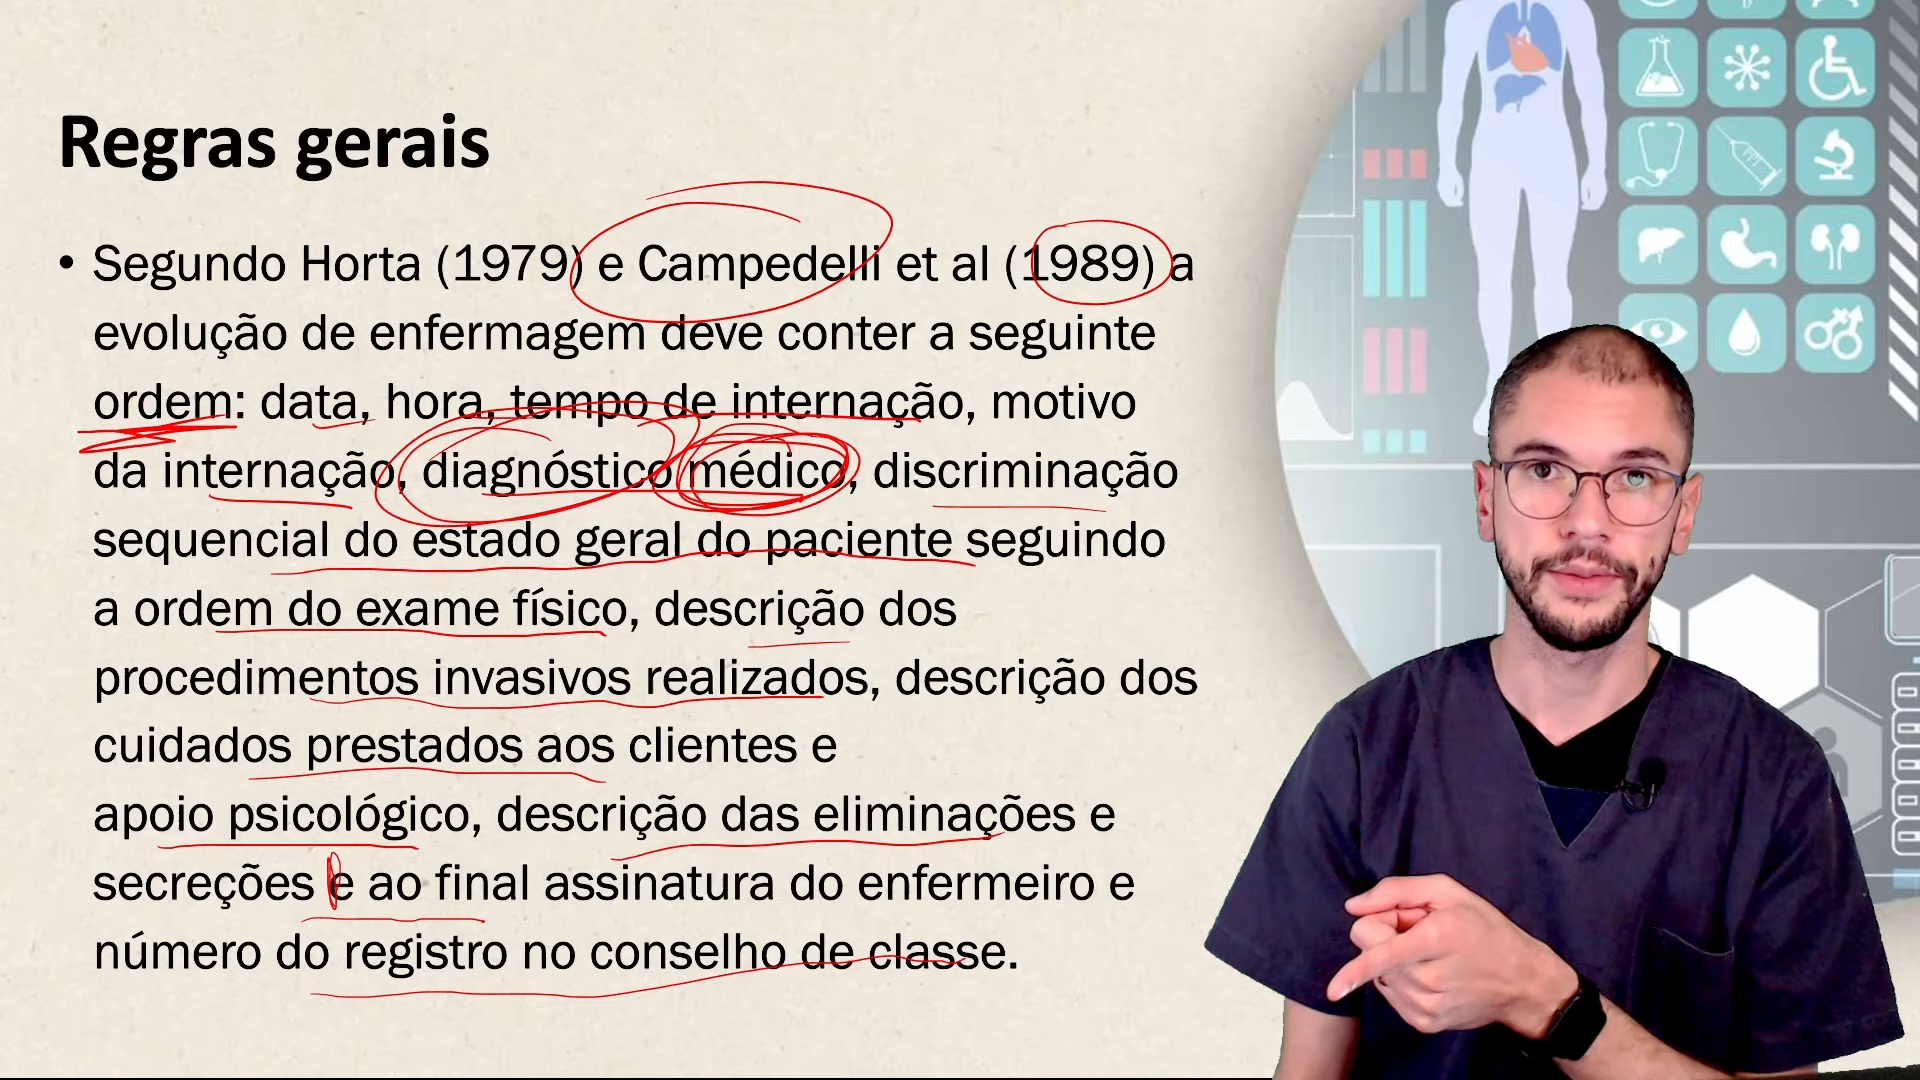 Regras gerais
• Segundo Horta (1979) e Campedelli et al (1989) a
evolução de enfermagem deve conter a seguinte
ordem: data, hora, tempo de internação, motivo
da internação, diagnóstico médico, discriminação
sequencial do estado geral do paciente seguindo
a ordem do exame físico, descrição dos
procedimentos invasivos realizados, descrição dos
cuidados prestados aos clientes e
apoio psicológico, descrição das eliminações e
secreções e ao final assinatura do enfermeiro e
número do registro no conselho de classe.